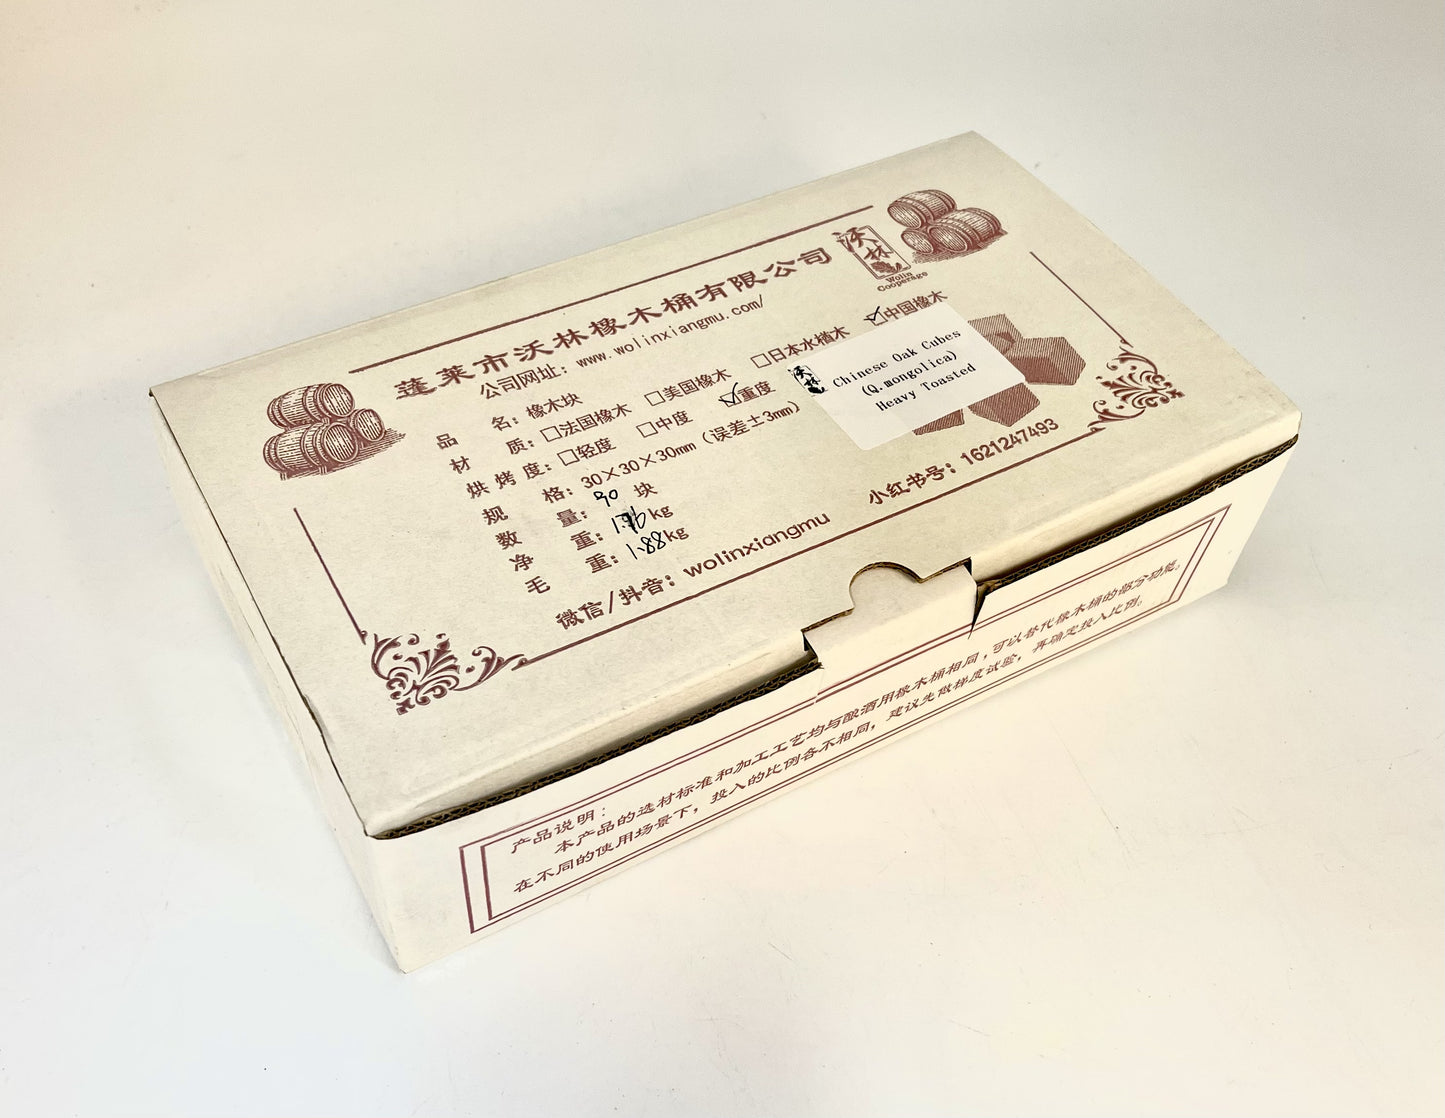 蓬莱市沃林橡木桶有限公司
沃林
Wolin
Cooperage
公司网址：www.wolinxiangmu.com/
品 名：橡木块
材 质：□法国橡木 □美国橡木 □日本水楢木 ☑中国橡木
烘 烤 度：□轻度 □中度 ☑重度
规 格：30×30×30mm（误差±3mm）
数 量：90 块
净 重：kg
毛 重：1.88kg
微信/抖音：wolinxiangmu
小红书号：1621247493
沃林
Chinese Oak Cubes
(Q.mongolica)
Heavy Toasted
产品说明：
本产品的选材标准和加工工艺均与酿酒用橡木桶相同，可以替代橡木桶的部分功能。
在不同的使用场景下，投入的比例各不相同，建议先做梯度试验，再确定投入比例。